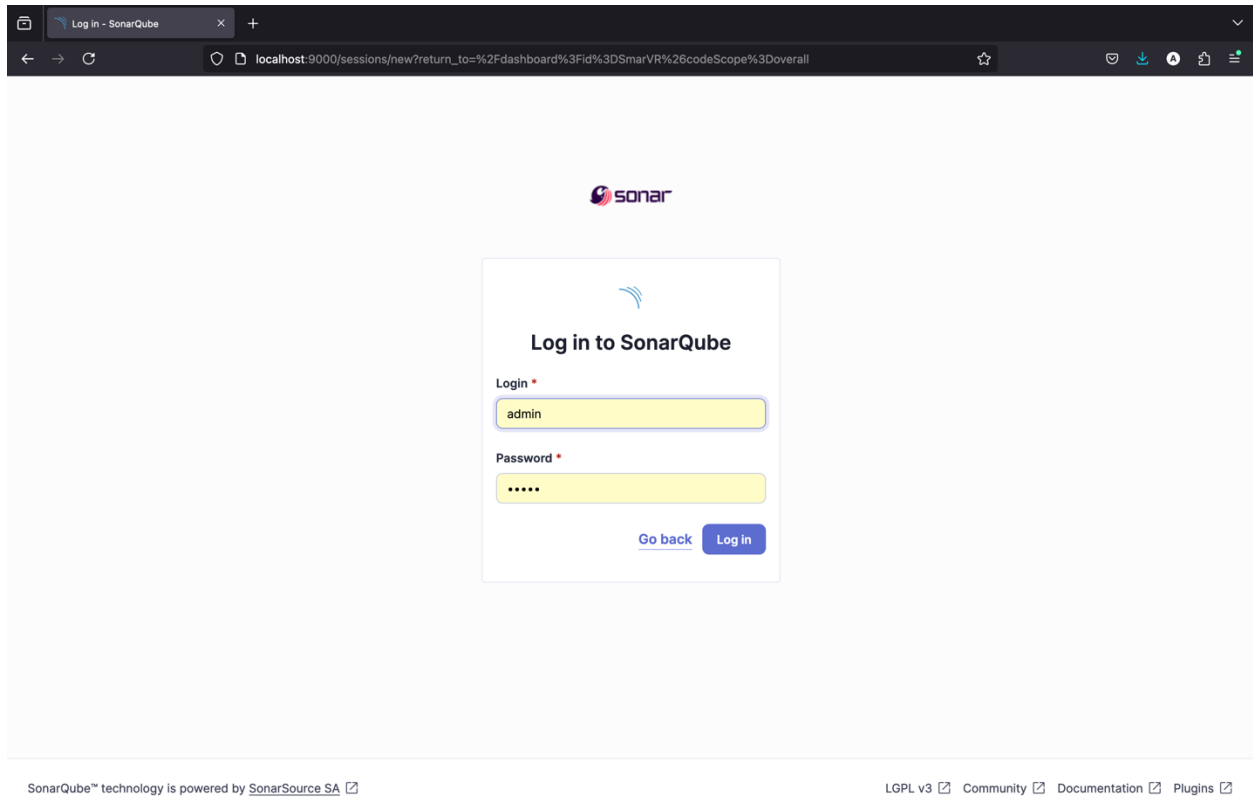 Log in - SonarQube
localhost:9000/sessions/new?return_to=%2Fdashboard%3Fid%3DSmarVR%26codeScope%3Doverall
A
sonar
Log in to SonarQube
Login *
admin
Password *
•••••
Go back Log in
SonarQube™ technology is powered by SonarSource SA LGPL v3 Community Documentation Plugins